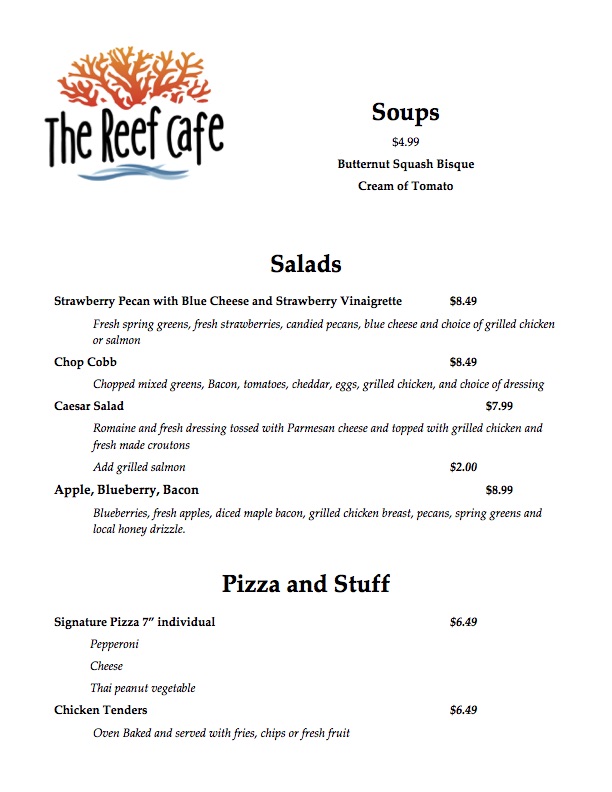 The Reef Cafe
Soups
$4.99
Butternut Squash Bisque
Cream of Tomato
Salads
Strawberry Pecan with Blue Cheese and Strawberry Vinaigrette $8.49
Fresh spring greens, fresh strawberries, candied pecans, blue cheese and choice of grilled chicken
or salmon
Chop Cobb $8.49
Chopped mixed greens, Bacon, tomatoes, cheddar, eggs, grilled chicken, and choice of dressing
Caesar Salad $7.99
Romaine and fresh dressing tossed with Parmesan cheese and topped with grilled chicken and
fresh made croutons
Add grilled salmon $2.00
Apple, Blueberry, Bacon $8.99
Blueberries, fresh apples, diced maple bacon, grilled chicken breast, pecans, spring greens and
local honey drizzle.
Pizza and Stuff
Signature Pizza 7” individual $6.49
Pepperoni
Cheese
Thai peanut vegetable
Chicken Tenders $6.49
Oven Baked and served with fries, chips or fresh fruit